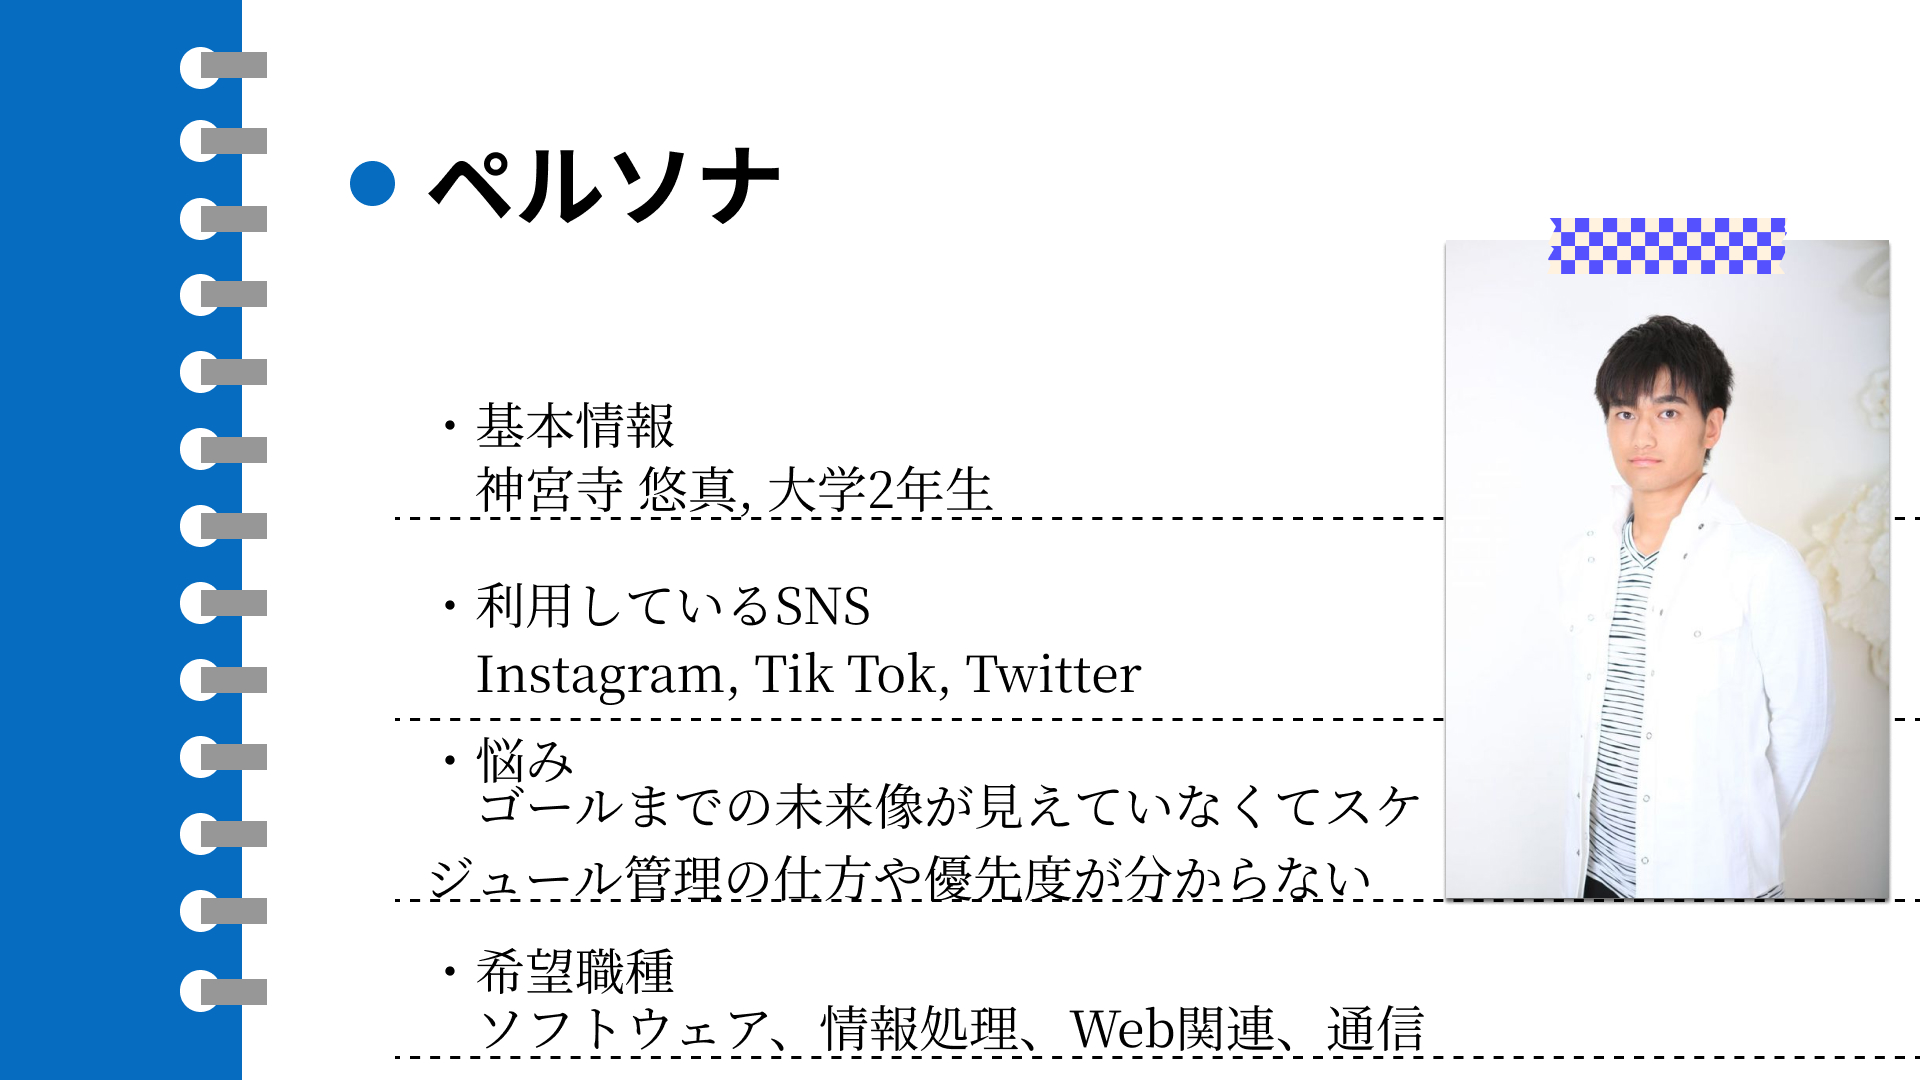 ペルソナ
・基本情報
神宮寺 悠真, 大学2年生
・利用しているSNS
Instagram, Tik Tok, Twitter
・悩み
ゴールまでの未来像が見えていなくてスケ
ジュール管理の仕方や優先度が分からない
・希望職種
ソフトウェア、情報処理、Web関連、通信